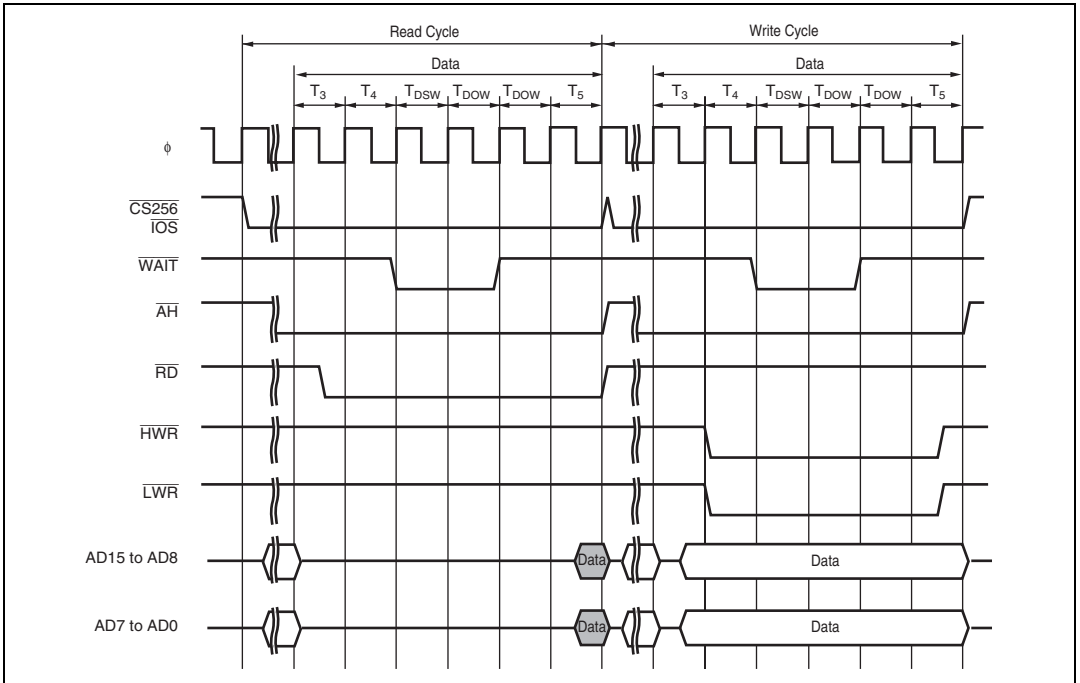 Read Cycle Write Cycle
Data Data
T3 T4 TDSW TDOW TDOW T5 T3 T4 TDSW TDOW TDOW T5
φ
CS256
IOS
WAIT
AH
RD
HWR
LWR
AD15 to AD8 Data Data
AD7 to AD0 Data Data